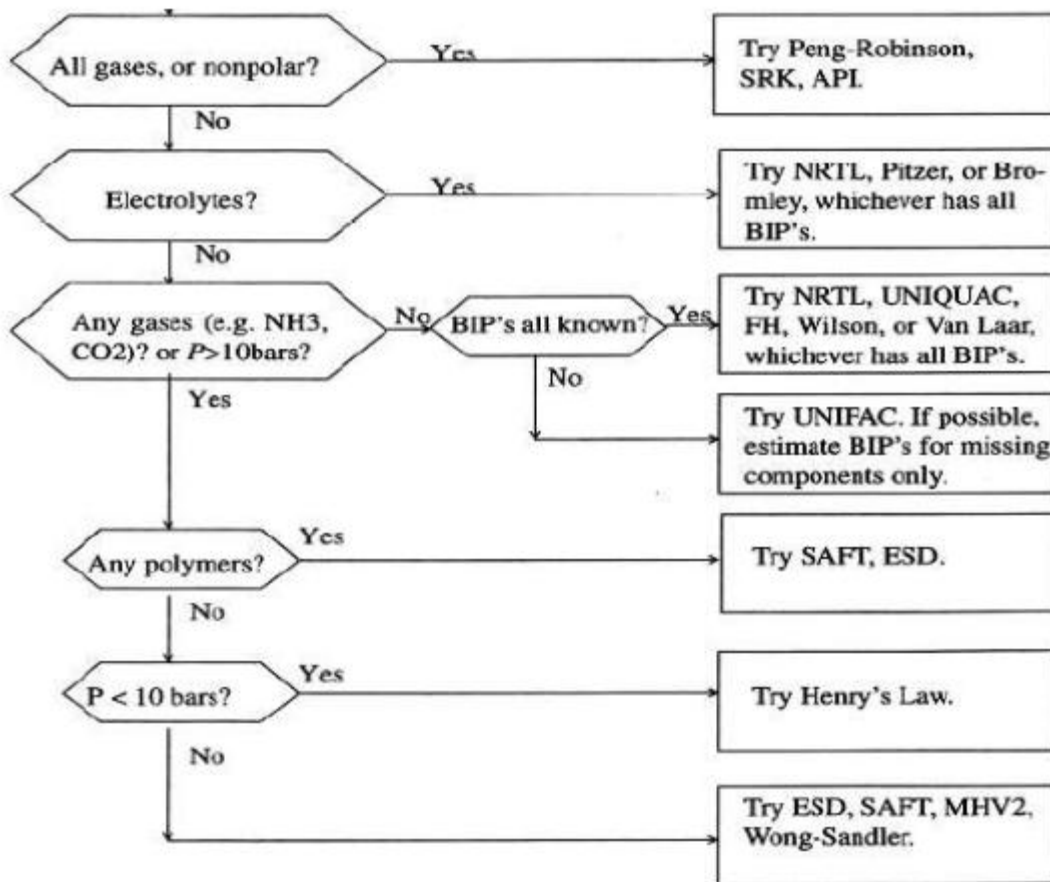 All gases, or nonpolar?
Yes
Try Peng-Robinson,
SRK, API.
No
Electrolytes?
Yes
Try NRTL, Pitzer, or Bro-
mley, whichever has all
BIP's.
No
Any gases (e.g. NH3,
CO2)? or P>10bars?
No
BIP's all known?
Yes
Try NRTL, UNIQUAC,
FH, Wilson, or Van Laar,
whichever has all BIP's.
No
Try UNIFAC. If possible,
estimate BIP's for missing
components only.
Yes
Any polymers?
Yes
Try SAFT, ESD.
No
P < 10 bars?
Yes
Try Henry's Law.
No
Try ESD, SAFT, MHV2,
Wong-Sandler.